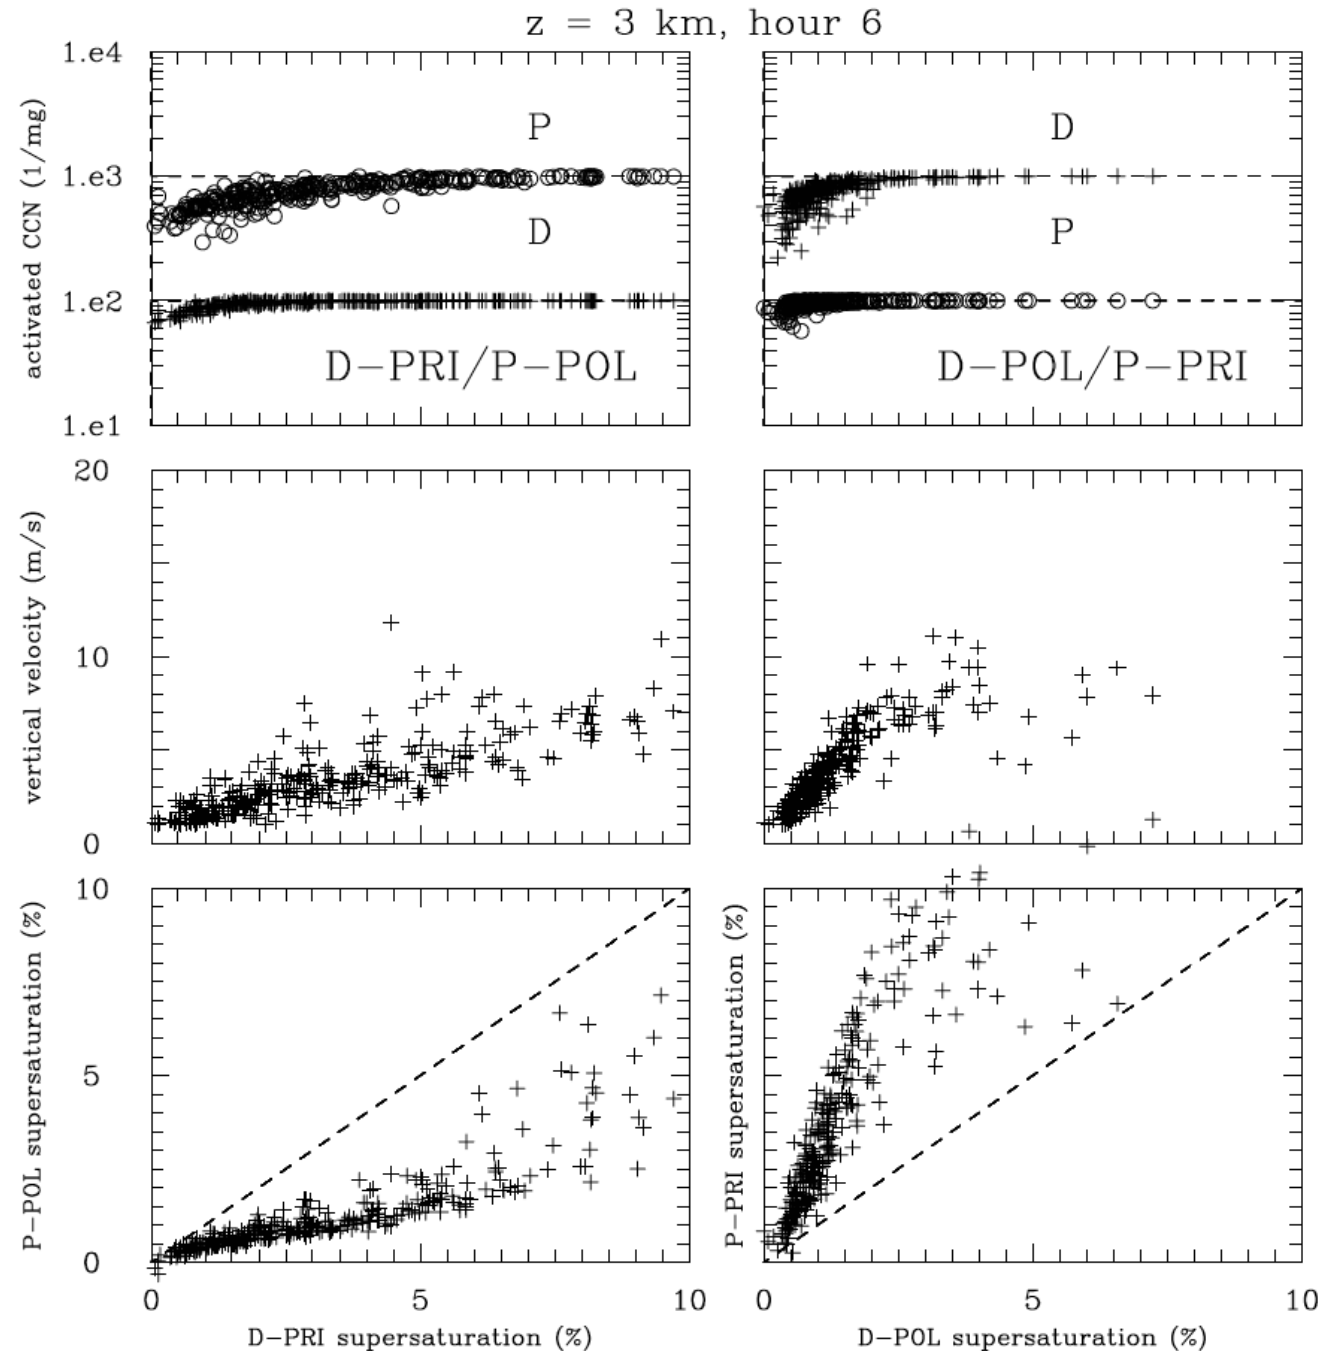 z = 3 km, hour 6
activated CCN (1/mg)
1.e4
1.e3
1.e2
1.e1
P
D
D-PRI/P-POL
D
P
D-POL/P-PRI
vertical velocity (m/s)
20
10
0
P-POL supersaturation (%)
10
5
0
P-PRI supersaturation (%)
0 5 10
0 5 10
D-PRI supersaturation (%)
D-POL supersaturation (%)